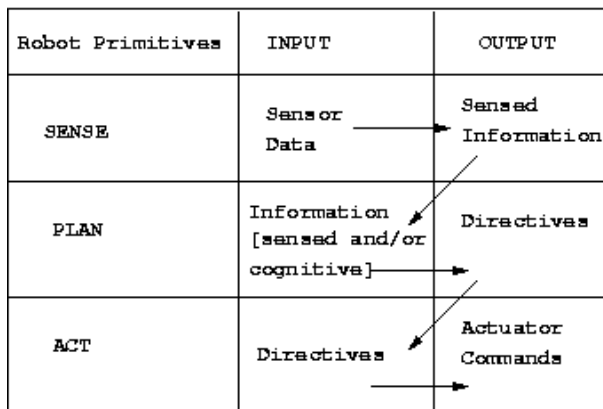 Robot Primitives INPUT OUTPUT
SENSE
Sensor
Data
Sensed
Information
PLAN
Information
[sensed and/or
cognitive]
Directives
ACT
Directives
Actuator
Commands